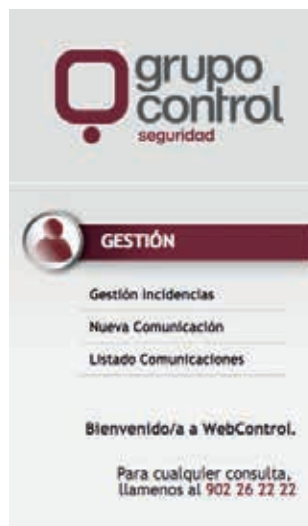 grupo
control
seguridad
GESTIÓN
Gestión Incidencias
Nueva Comunicación
Listado Comunicaciones
Bienvenido/a a WebControl.
Para cualquier consulta,
llamenos al 902 26 22 22